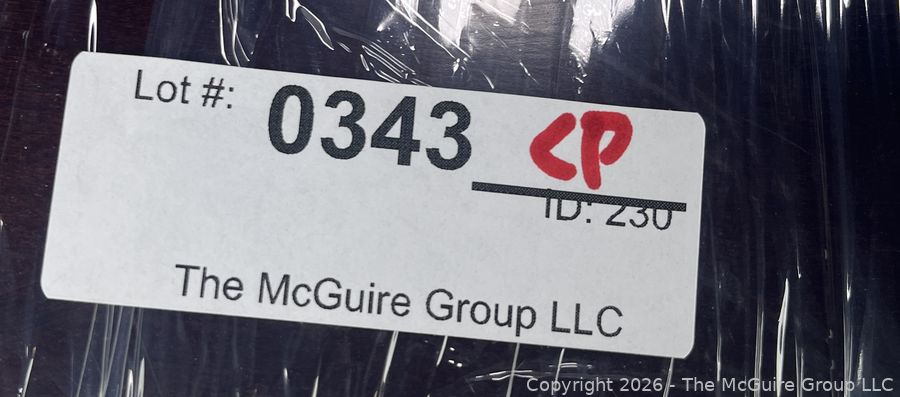 Lot #: 0343 CP
ID: 230
The McGuire Group LLC
Copyright 2026 - The McGuire Group LLC